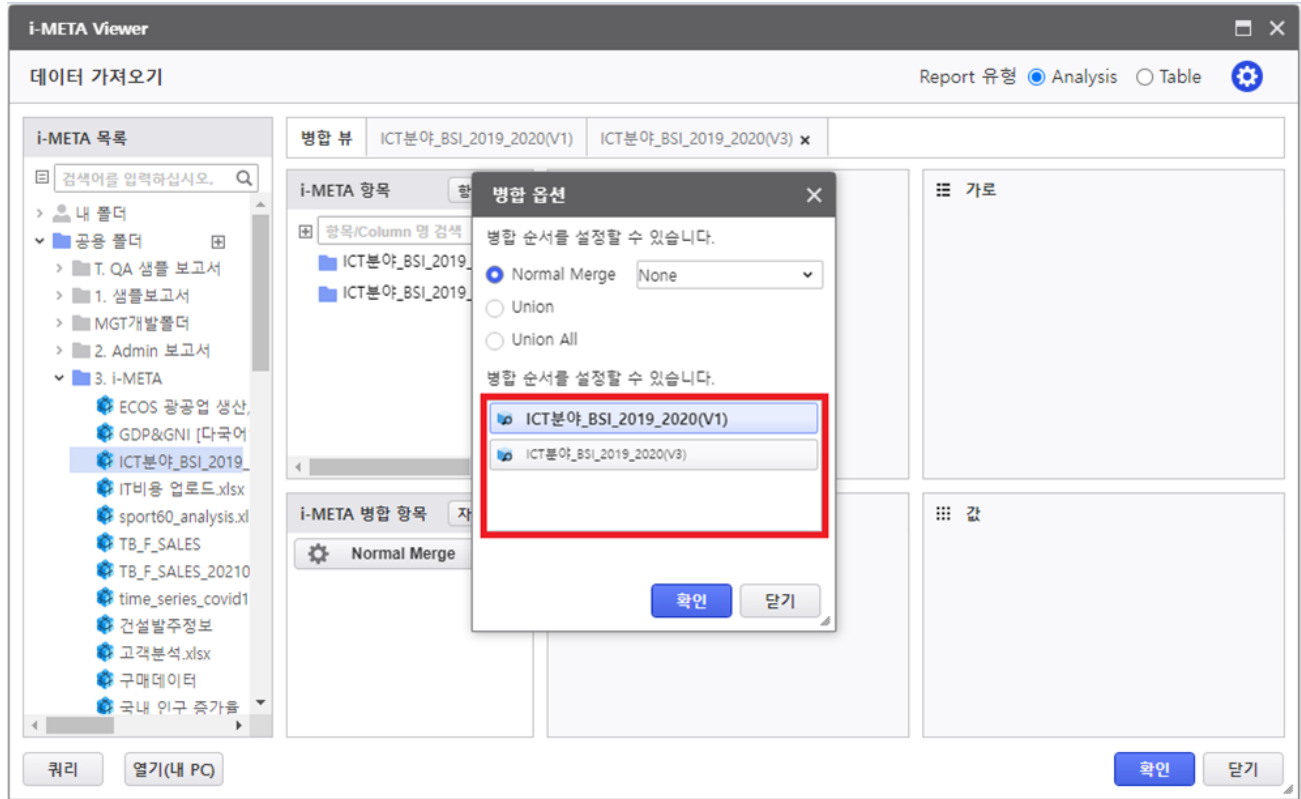 i-META Viewer
데이터 가져오기
Report 유형 Analysis Table
i-META 목록
검색어를 입력하십시오.
내 폴더
공용 폴더
T. QA 샘플 보고서
1. 샘플보고서
MGT개발폴더
2. Admin 보고서
3. i-META
ECOS 광공업 생산,
GDP&GNI [다국어
ICT분야_BSI_2019_
IT비용 업로드.xlsx
sport60_analysis.xl
TB_F_SALES
TB_F_SALES_20210
time_series_covid1
건설발주정보
고객분석.xlsx
구매데이터
국내 인구 증가율
병합 뷰 ICT분야_BSI_2019_2020(V1) ICT분야_BSI_2019_2020(V3)
i-META 항목 항
항목/Column 명 검색
ICT분야_BSI_2019_
ICT분야_BSI_2019_
i-META 병합 항목 자
Normal Merge
병합 옵션
병합 순서를 설정할 수 있습니다.
Normal Merge None
Union
Union All
병합 순서를 설정할 수 있습니다.
ICT분야_BSI_2019_2020(V1)
ICT분야_BSI_2019_2020(V3)
확인 닫기
가로
값
쿼리 열기(내 PC) 확인 닫기